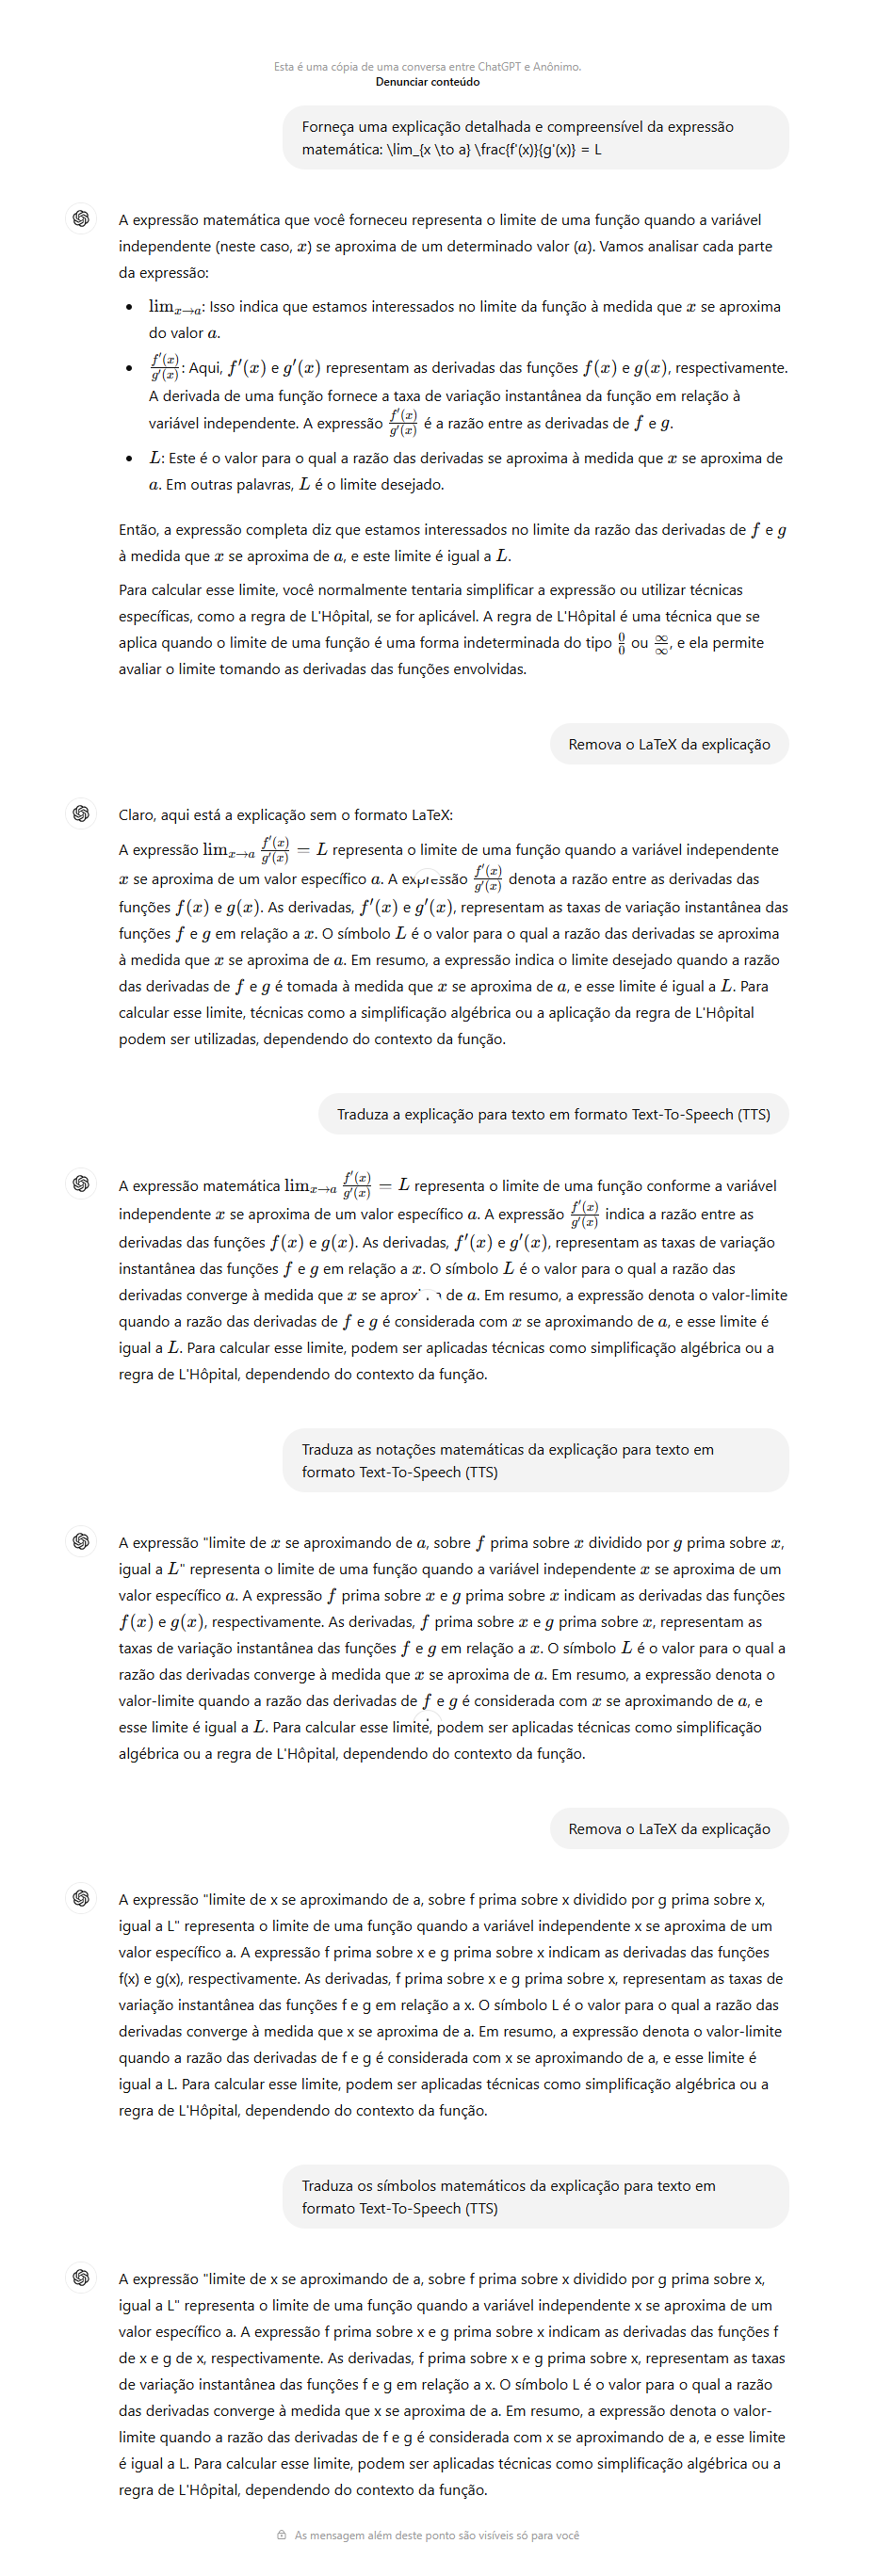 Esta é uma cópia de uma conversa entre ChatGPT e Anônimo.
Denunciar conteúdo
Forneça uma explicação detalhada e compreensível da expressão
matemática: \lim_{x \to a} \frac{f'(x)}{g'(x)} = L
A expressão matemática que você forneceu representa o limite de uma função quando a variável
independente (neste caso, x) se aproxima de um determinado valor (a). Vamos analisar cada parte
da expressão:
• lim x→a: Isso indica que estamos interessados no limite da função à medida que x se aproxima
do valor a.
• f′(x)/g′(x): Aqui, f′(x) e g′(x) representam as derivadas das funções f(x) e g(x), respectivamente.
A derivada de uma função fornece a taxa de variação instantânea da função em relação à
variável independente. A expressão f′(x)/g′(x) é a razão entre as derivadas de f e g.
• L: Este é o valor para o qual a razão das derivadas se aproxima à medida que x se aproxima de
a. Em outras palavras, L é o limite desejado.
Então, a expressão completa diz que estamos interessados no limite da razão das derivadas de f e g
à medida que x se aproxima de a, e este limite é igual a L.
Para calcular esse limite, você normalmente tentaria simplificar a expressão ou utilizar técnicas
específicas, como a regra de L'Hôpital, se for aplicável. A regra de L'Hôpital é uma técnica que se
aplica quando o limite de uma função é uma forma indeterminada do tipo 0/0 ou ∞/∞, e ela permite
avaliar o limite tomando as derivadas das funções envolvidas.
Remova o LaTeX da explicação
Claro, aqui está a explicação sem o formato LaTeX:
A expressão lim x→a f′(x)/g′(x) = L representa o limite de uma função quando a variável independente
x se aproxima de um valor específico a. A expressão f′(x)/g′(x) denota a razão entre as derivadas das
funções f(x) e g(x). As derivadas, f′(x) e g′(x), representam as taxas de variação instantânea das
funções f e g em relação a x. O símbolo L é o valor para o qual a razão das derivadas se aproxima
à medida que x se aproxima de a. Em resumo, a expressão indica o limite desejado quando a razão
das derivadas de f e g é tomada à medida que x se aproxima de a, e esse limite é igual a L. Para
calcular esse limite, técnicas como a simplificação algébrica ou a aplicação da regra de L'Hôpital
podem ser utilizadas, dependendo do contexto da função.
Traduza a explicação para texto em formato Text-To-Speech (TTS)
A expressão matemática lim x→a f′(x)/g′(x) = L representa o limite de uma função conforme a variável
independente x se aproxima de um valor específico a. A expressão f′(x)/g′(x) indica a razão entre as
derivadas das funções f(x) e g(x). As derivadas, f′(x) e g′(x), representam as taxas de variação
instantânea das funções f e g em relação a x. O símbolo L é o valor para o qual a razão das
derivadas converge à medida que x se de a. Em resumo, a expressão denota o valor-limite
quando a razão das derivadas de f e g é considerada com x se aproximando de a, e esse limite é
igual a L. Para calcular esse limite, podem ser aplicadas técnicas como simplificação algébrica ou a
regra de L'Hôpital, dependendo do contexto da função.
Traduza as notações matemáticas da explicação para texto em
formato Text-To-Speech (TTS)
A expressão "limite de x se aproximando de a, sobre f prima sobre x dividido por g prima sobre x,
igual a L" representa o limite de uma função quando a variável independente x se aproxima de um
valor específico a. A expressão f prima sobre x e g prima sobre x indicam as derivadas das funções
f(x) e g(x), respectivamente. As derivadas, f prima sobre x e g prima sobre x, representam as
taxas de variação instantânea das funções f e g em relação a x. O símbolo L é o valor para o qual a
razão das derivadas converge à medida que x se aproxima de a. Em resumo, a expressão denota o
valor-limite quando a razão das derivadas de f e g é considerada com x se aproximando de a, e
esse limite é igual a L. Para calcular esse limite, podem ser aplicadas técnicas como simplificação
algébrica ou a regra de L'Hôpital, dependendo do contexto da função.
Remova o LaTeX da explicação
A expressão "limite de x se aproximando de a, sobre f prima sobre x dividido por g prima sobre x,
igual a L" representa o limite de uma função quando a variável independente x se aproxima de um
valor específico a. A expressão f prima sobre x e g prima sobre x indicam as derivadas das funções
f(x) e g(x), respectivamente. As derivadas, f prima sobre x e g prima sobre x, representam as taxas de
variação instantânea das funções f e g em relação a x. O símbolo L é o valor para o qual a razão das
derivadas converge à medida que x se aproxima de a. Em resumo, a expressão denota o valor-limite
quando a razão das derivadas de f e g é considerada com x se aproximando de a, e esse limite é
igual a L. Para calcular esse limite, podem ser aplicadas técnicas como simplificação algébrica ou a
regra de L'Hôpital, dependendo do contexto da função.
Traduza os símbolos matemáticos da explicação para texto em
formato Text-To-Speech (TTS)
A expressão "limite de x se aproximando de a, sobre f prima sobre x dividido por g prima sobre x,
igual a L" representa o limite de uma função quando a variável independente x se aproxima de um
valor específico a. A expressão f prima sobre x e g prima sobre x indicam as derivadas das funções f
de x e g de x, respectivamente. As derivadas, f prima sobre x e g prima sobre x, representam as taxas
de variação instantânea das funções f e g em relação a x. O símbolo L é o valor para o qual a razão
das derivadas converge à medida que x se aproxima de a. Em resumo, a expressão denota o valor-
limite quando a razão das derivadas de f e g é considerada com x se aproximando de a, e esse limite
é igual a L. Para calcular esse limite, podem ser aplicadas técnicas como simplificação algébrica ou a
regra de L'Hôpital, dependendo do contexto da função.
As mensagem além deste ponto são visíveis só para você